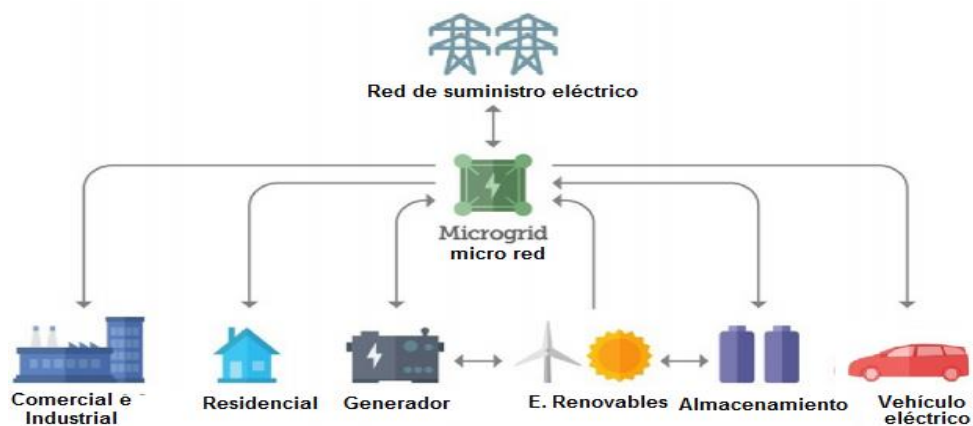 Red de suministro eléctrico
Microgrid
micro red
Comercial e
Industrial
Residencial
Generador
E. Renovables
Almacenamiento
Vehículo
eléctrico